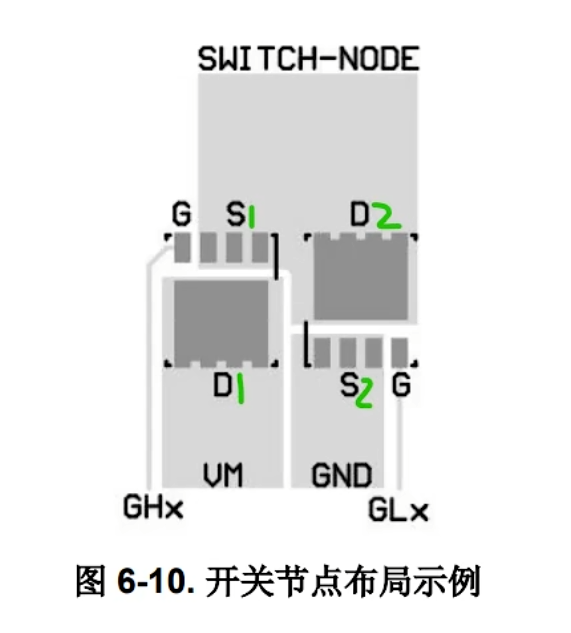 SWITCH-NODE
G S1 D2
D1 S2 G
VM GND
GHx GLx
图 6-10. 开关节点布局示例